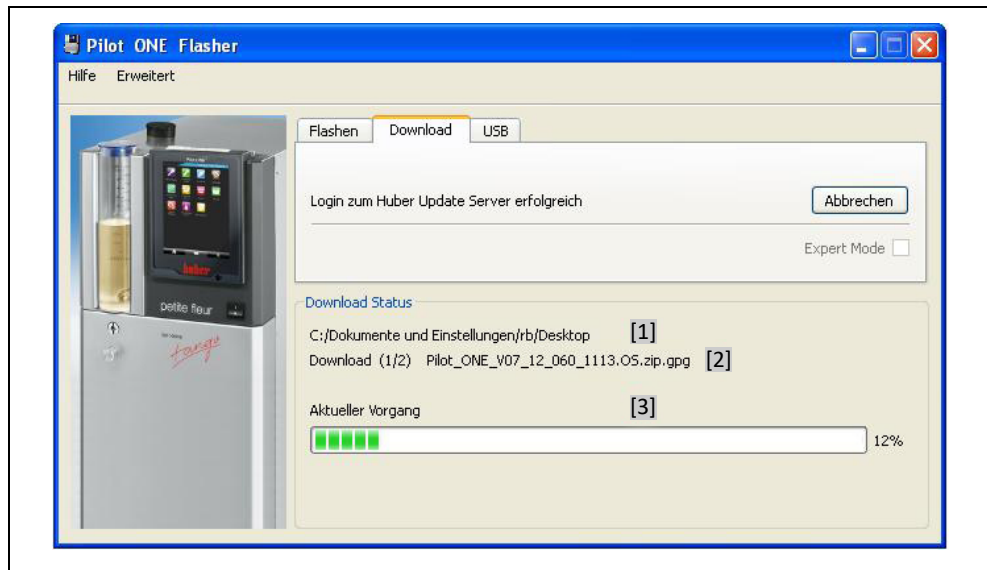 Pilot ONE Flasher
Hilfe Erweitert
Flashen Download USB
Login zum Huber Update Server erfolgreich
Abbrechen
Expert Mode
huber
petite fleur
tango
Download Status
C:/Dokumente und Einstellungen/rb/Desktop [1]
Download (1/2) Pilot_ONE_V07_12_060_1113.OS.zip.gpg [2]
Aktueller Vorgang [3]
12%